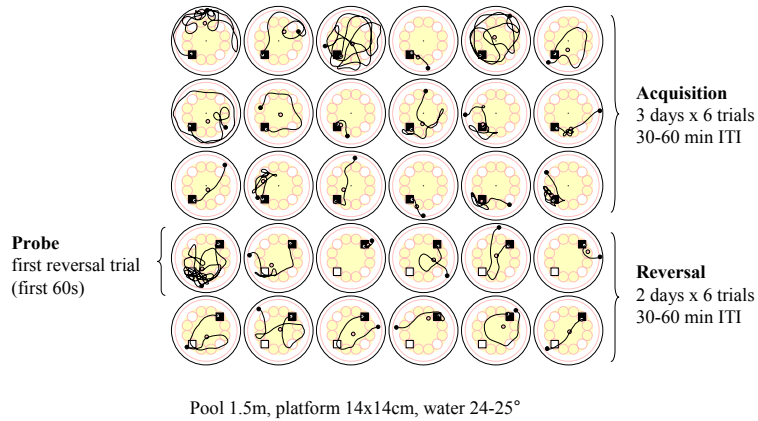 Acquisition
3 days x 6 trials
30-60 min ITI
Probe
first reversal trial
(first 60s)
Reversal
2 days x 6 trials
30-60 min ITI
Pool 1.5m, platform 14x14cm, water 24-25°